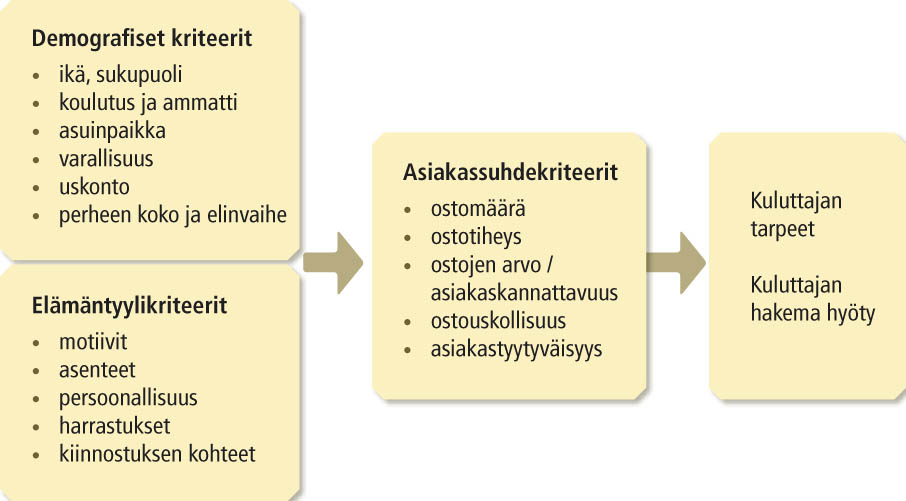 Demografiset kriteerit
• ikä, sukupuoli
• koulutus ja ammatti
• asuinpaikka
• varallisuus
• uskonto
• perheen koko ja elinvaihe
Elämäntyylikriteerit
• motiivit
• asenteet
• persoonallisuus
• harrastukset
• kiinnostuksen kohteet
Asiakassuhdekriteerit
• ostomäärä
• ostotiheys
• ostojen arvo /
asiakaskannattavuus
• ostouskollisuus
• asiakastyytyväisyys
Kuluttajan
tarpeet
Kuluttajan
hakema hyöty